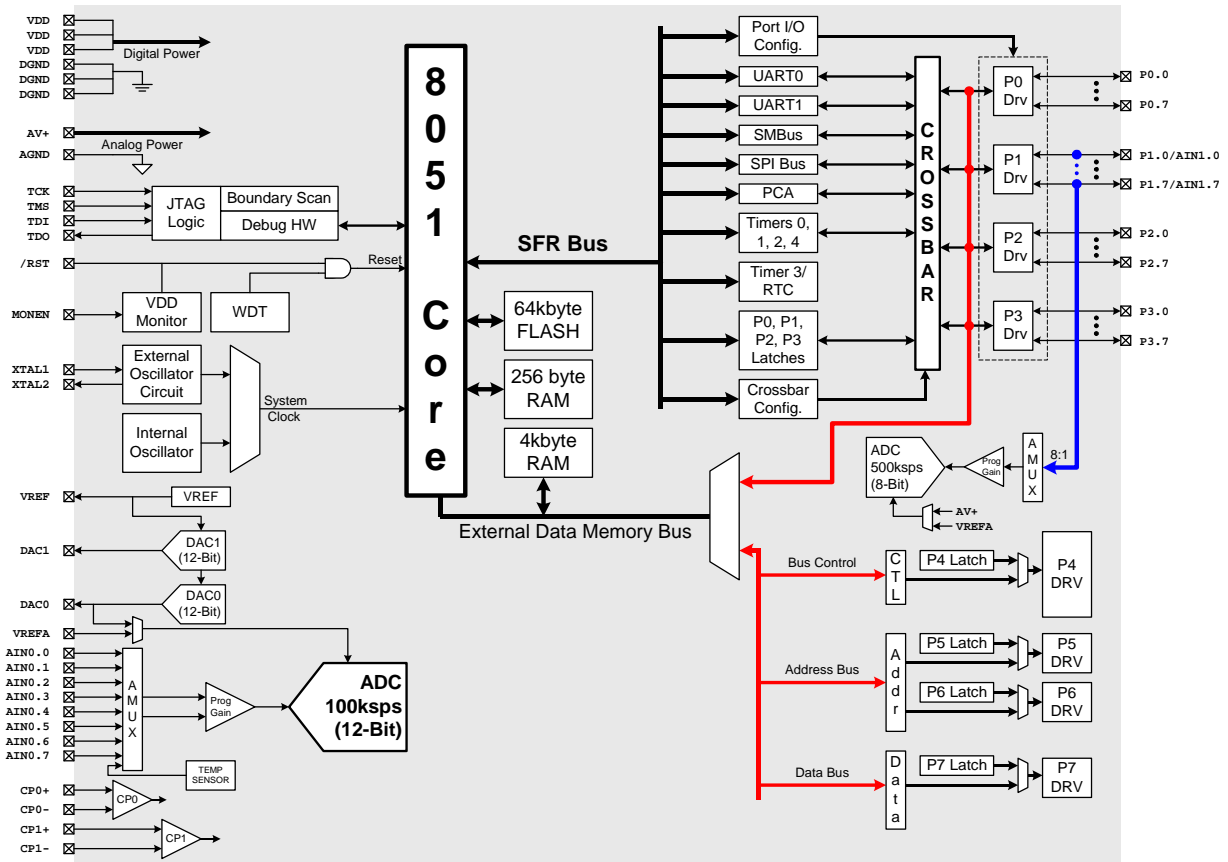 VDD
VDD
VDD
DGND
DGND
DGND
Digital Power
AV+
Analog Power
AGND
TCK
TMS
TDI
TDO
JTAG
Logic
Boundary Scan
Debug HW
/RST
Reset
MONEN
VDD
Monitor
WDT
XTAL1
XTAL2
External
Oscillator
Circuit
Internal
Oscillator
System
Clock
VREF
VREF
DAC1
DAC1
(12-Bit)
DAC0
DAC0
(12-Bit)
VREFA
AIN0.0
AIN0.1
AIN0.2
AIN0.3
AIN0.4
AIN0.5
AIN0.6
AIN0.7
A
M
U
X
Prog
Gain
ADC
100ksps
(12-Bit)
TEMP
SENSOR
CP0+
CP0-
CP0
CP1+
CP1-
CP1
8
0
5
1
C
o
r
e
SFR Bus
64kbyte
FLASH
256 byte
RAM
4kbyte
RAM
External Data Memory Bus
Port I/O
Config.
UART0
UART1
SMBus
SPI Bus
PCA
Timers 0,
1, 2, 4
Timer 3/
RTC
P0, P1,
P2, P3
Latches
Crossbar
Config.
C
R
O
S
S
B
A
R
P0
Drv
P1
Drv
P2
Drv
P3
Drv
P0.0
P0.7
P1.0/AIN1.0
P1.7/AIN1.7
P2.0
P2.7
P3.0
P3.7
ADC
500ksps
(8-Bit)
Prog
Gain
A
M
U
X
8:1
AV+
VREFA
Bus Control
C
T
L
P4 Latch
P4
DRV
Address Bus
A
d
d
r
P5 Latch
P5
DRV
P6 Latch
P6
DRV
Data Bus
D
a
t
a
P7 Latch
P7
DRV